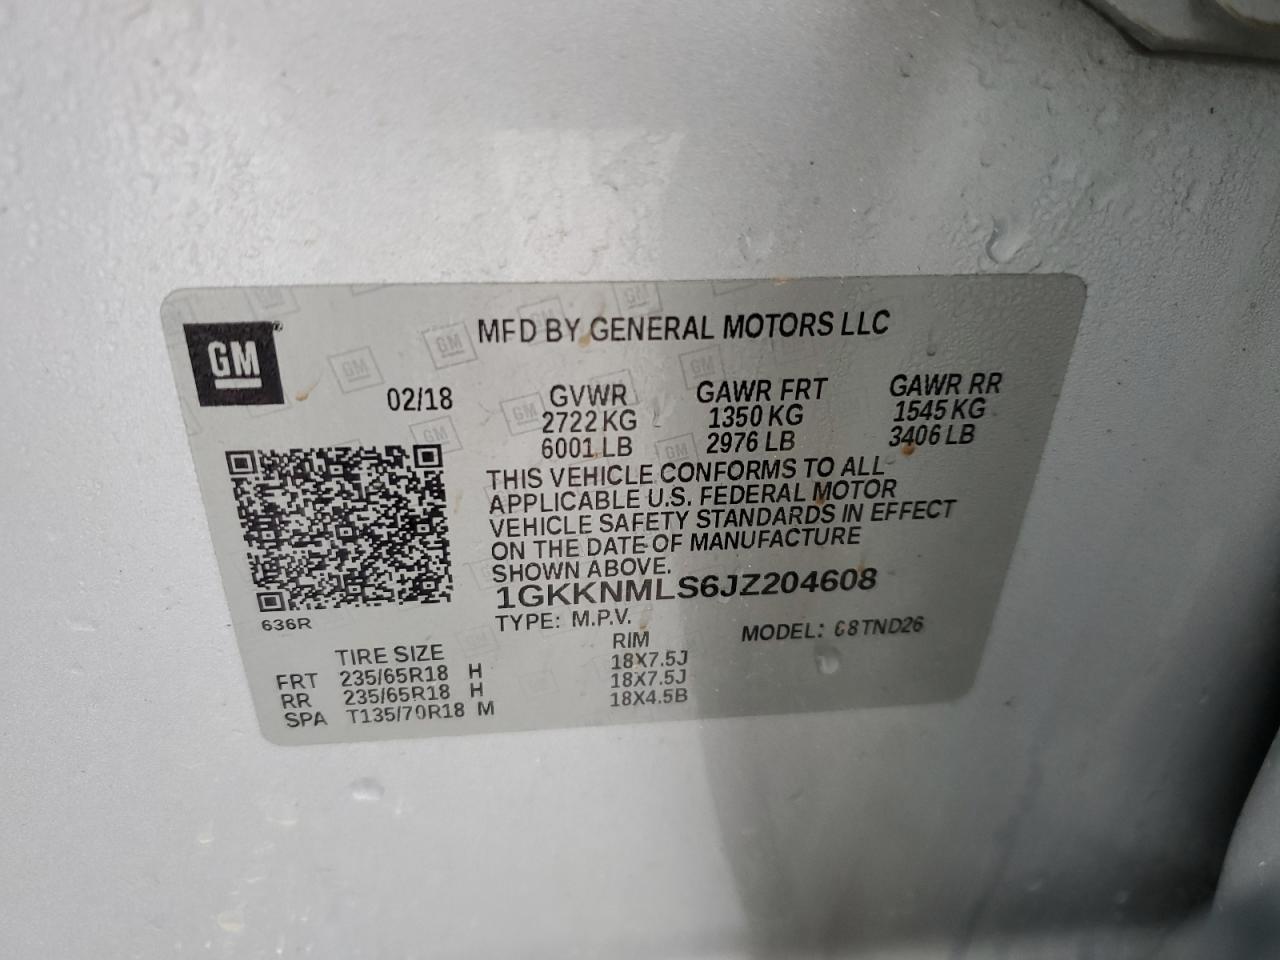 GM
MFD BY GENERAL MOTORS LLC
02/18 GVWR GAWR FRT GAWR RR
2722 KG 1350 KG 1545 KG
6001 LB 2976 LB 3406 LB
THIS VEHICLE CONFORMS TO ALL
APPLICABLE U.S. FEDERAL MOTOR
VEHICLE SAFETY STANDARDS IN EFFECT
ON THE DATE OF MANUFACTURE
SHOWN ABOVE.
1GKKNMLS6JZ204608
636R
TYPE: M.P.V. MODEL: C8TND26
TIRE SIZE RIM
FRT 235/65R18 H 18X7.5J
RR 235/65R18 H 18X7.5J
SPA T135/70R18 M 18X4.5B